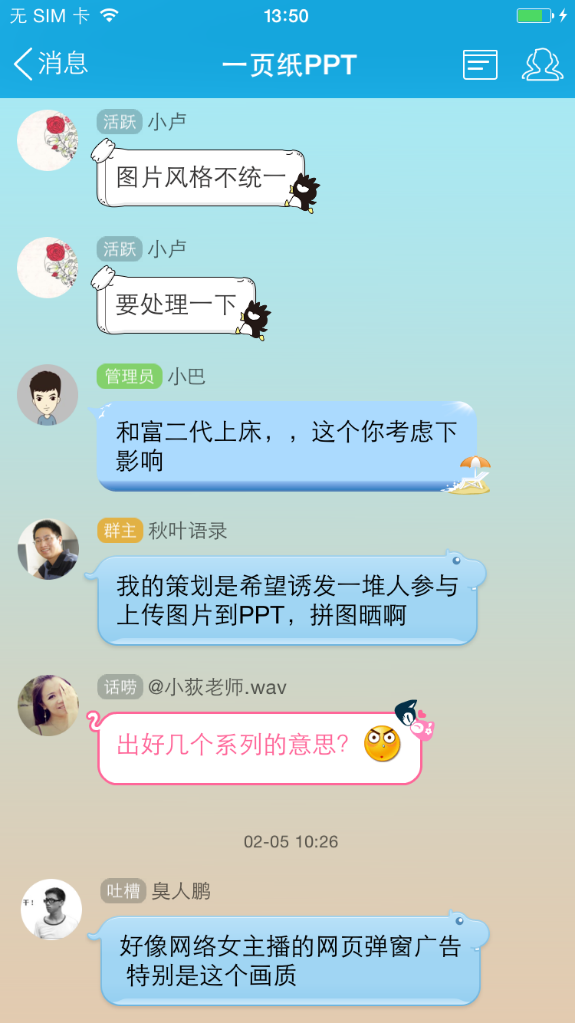 无 SIM 卡 13:50
消息 一页纸PPT
活跃 小卢
图片风格不统一
活跃 小卢
要处理一下
管理员 小巴
和富二代上床，，这个你考虑下
影响
群主 秋叶语录
我的策划是希望诱发一堆人参与
上传图片到PPT，拼图晒啊
话唠 @小荻老师.wav
出好几个系列的意思？
02-05 10:26
吐槽 臭人鹏
干！
好像网络女主播的网页弹窗广告
特别是这个画质